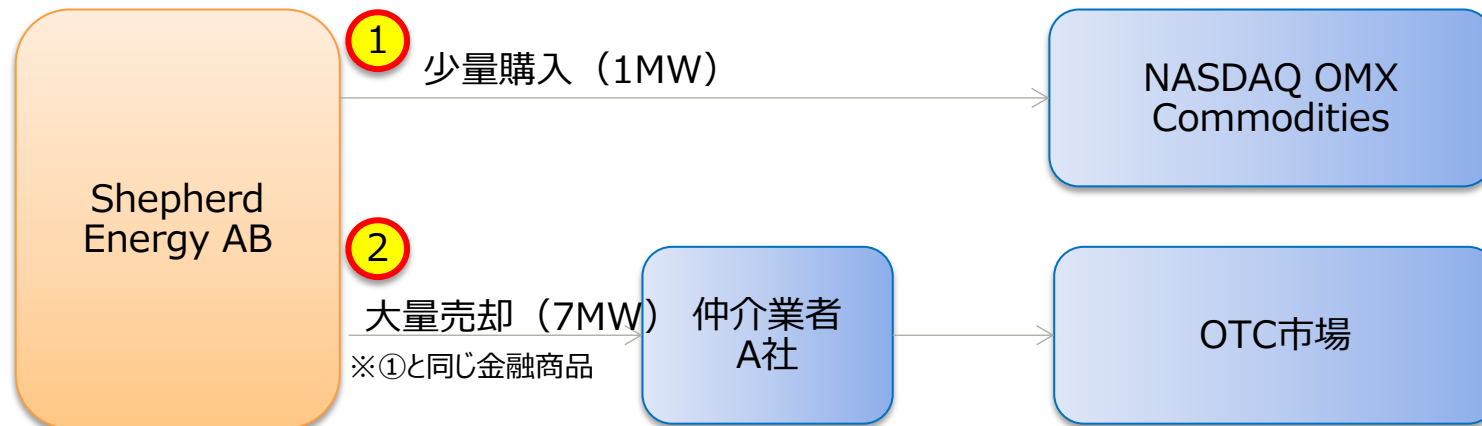 1
少量購入（1MW）
NASDAQ OMX
Commodities
Shepherd
Energy AB
2
大量売却（7MW）
※①と同じ金融商品
仲介業者
A社
OTC市場